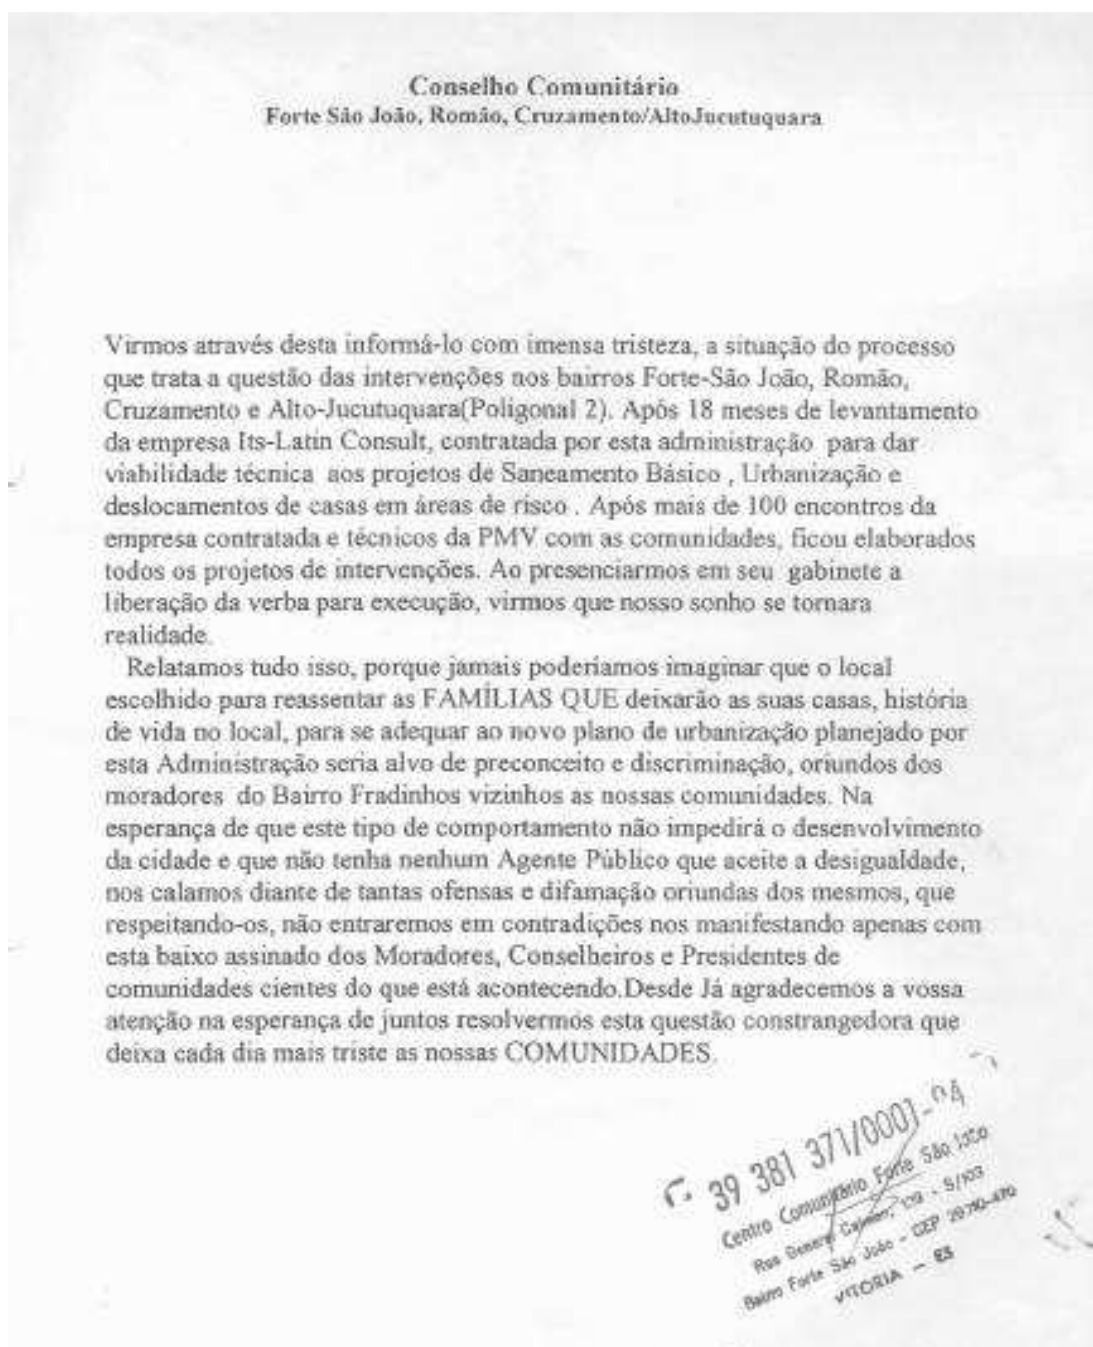 Conselho Comunitário
Forte São João, Romão, Cruzamento/AltoJucutuquara
Virmos através desta informá-lo com imensa tristeza, a situação do processo
que trata a questão das intervenções nos bairros Forte-São João, Romão,
Cruzamento e Alto-Jucutuquara(Poligonal 2). Após 18 meses de levantamento
da empresa Its-Latin Consult, contratada por esta administração para dar
viabilidade técnica aos projetos de Saneamento Básico , Urbanização e
deslocamentos de casas em áreas de risco . Após mais de 100 encontros da
empresa contratada e técnicos da PMV com as comunidades, ficou elaborados
todos os projetos de intervenções. Ao presenciarmos em seu gabinete a
liberação da verba para execução, virmos que nosso sonho se tornara
realidade.
Relatamos tudo isso, porque jamais poderíamos imaginar que o local
escolhido para reassentar as FAMÍLIAS QUE deixarão as suas casas, história
de vida no local, para se adequar ao novo plano de urbanização planejado por
esta Administração seria alvo de preconceito e discriminação, oriundos dos
moradores do Bairro Fradinhos vizinhos as nossas comunidades. Na
esperança de que este tipo de comportamento não impedirá o desenvolvimento
da cidade e que não tenha nenhum Agente Público que aceite a desigualdade,
nos calamos diante de tantas ofensas e difamação oriundas dos mesmos, que
respeitando-os, não entraremos em contradições nos manifestando apenas com
esta baixo assinado dos Moradores, Conselheiros e Presidentes de
comunidades cientes do que está acontecendo.Desde Já agradecemos a vossa
atenção na esperança de juntos resolvermos esta questão constrangedora que
deixa cada dia mais triste as nossas COMUNIDADES.
39 381 371/0001-94
Centro Comunitário Forte São João
Rua General - S/103
Bairro Forte São João - CEP
VITORIA - ES